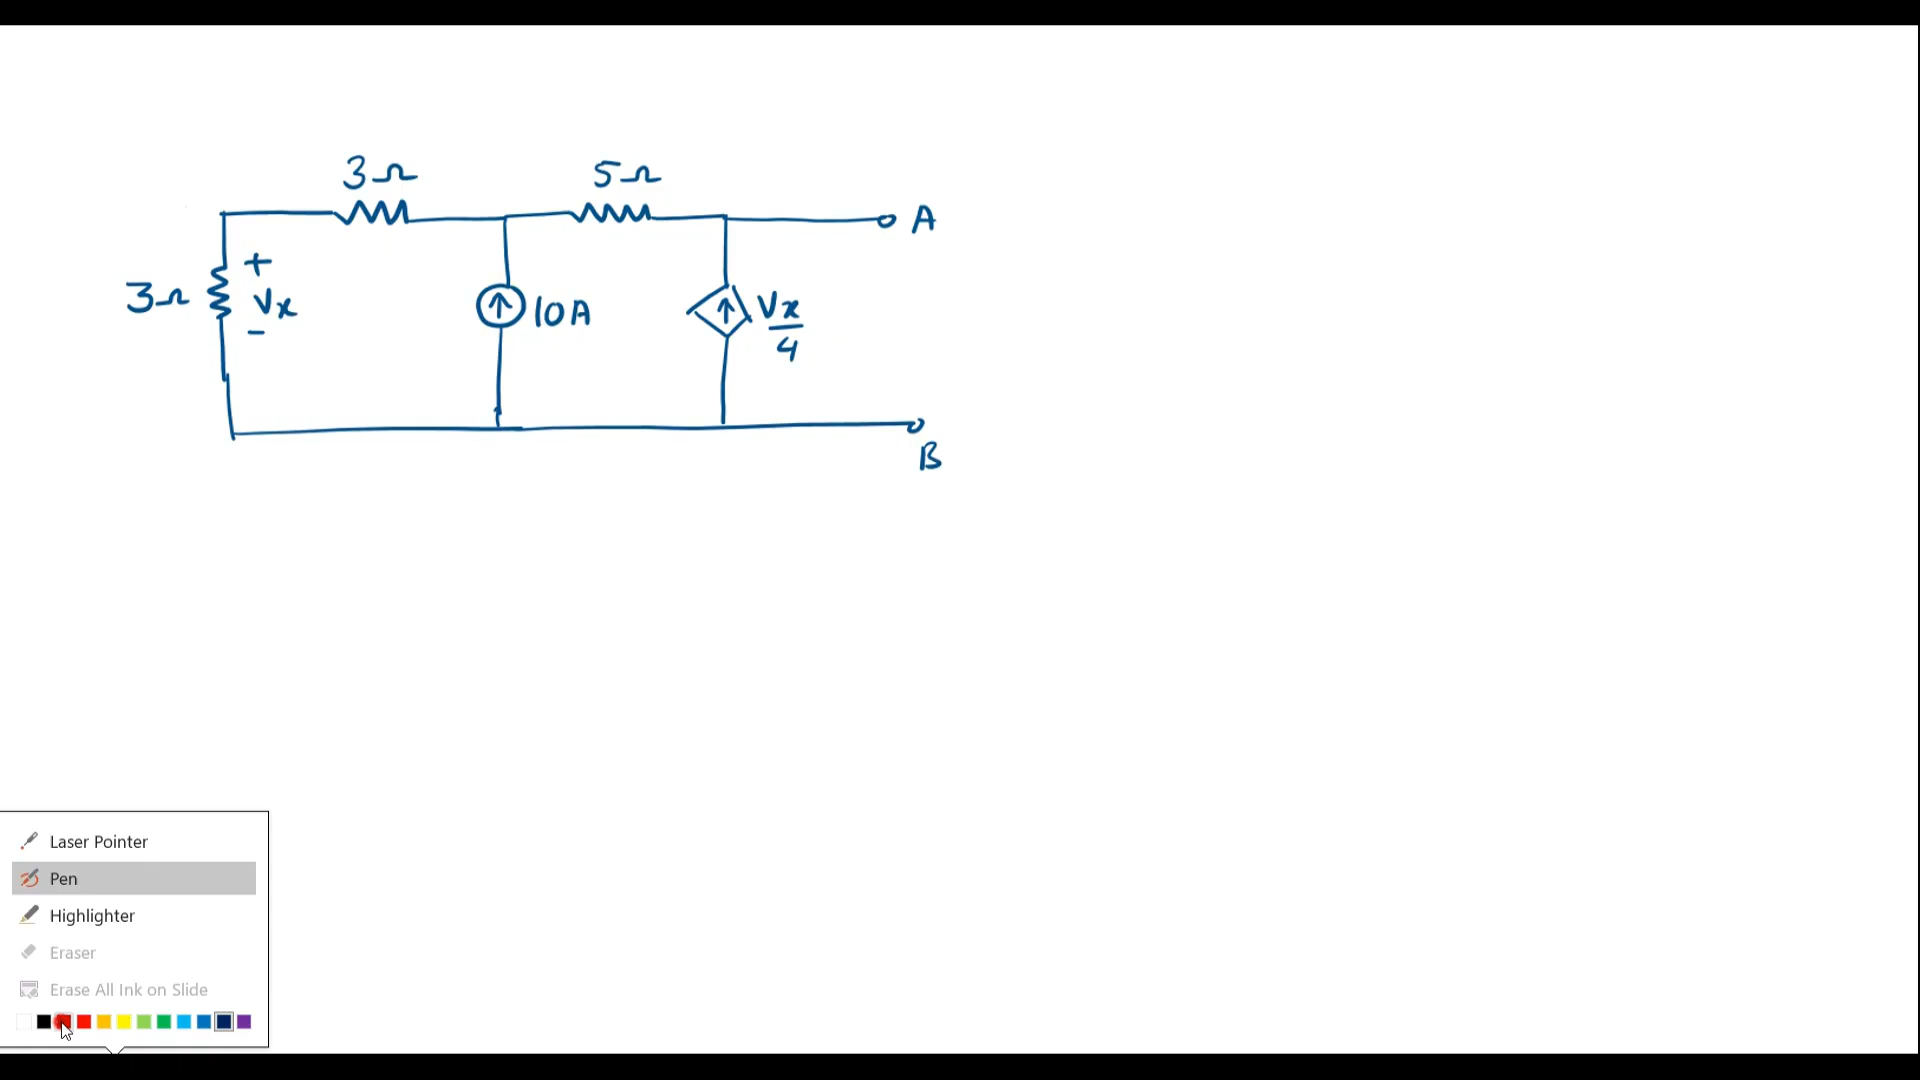 3Ω 5Ω
A
3Ω + Vx - 10A Vx/4
B
Laser Pointer
Pen
Highlighter
Eraser
Erase All Ink on Slide